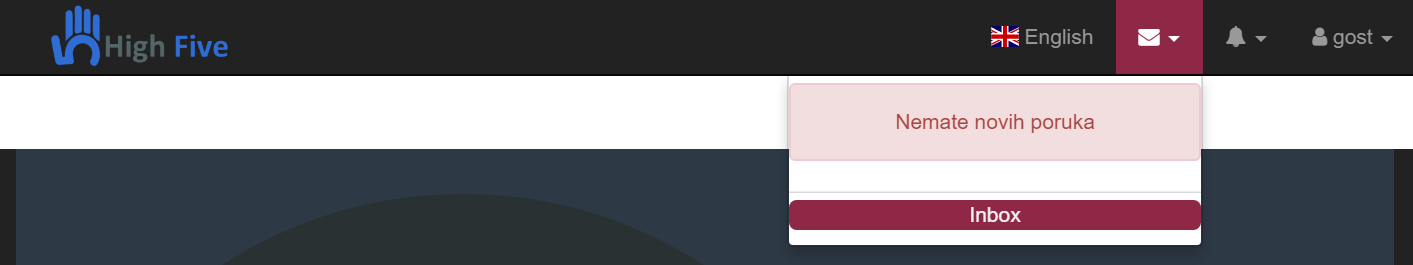 High Five
English
gost
Nemate novih poruka
Inbox